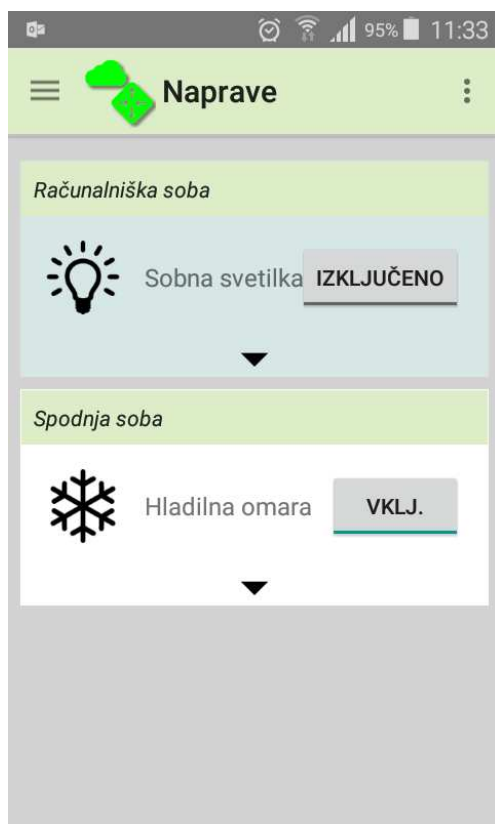 95% 11:33
Naprave
Računalniška soba
Sobna svetilka IZKLJUČENO
Spodnja soba
Hladilna omara VKLJ.